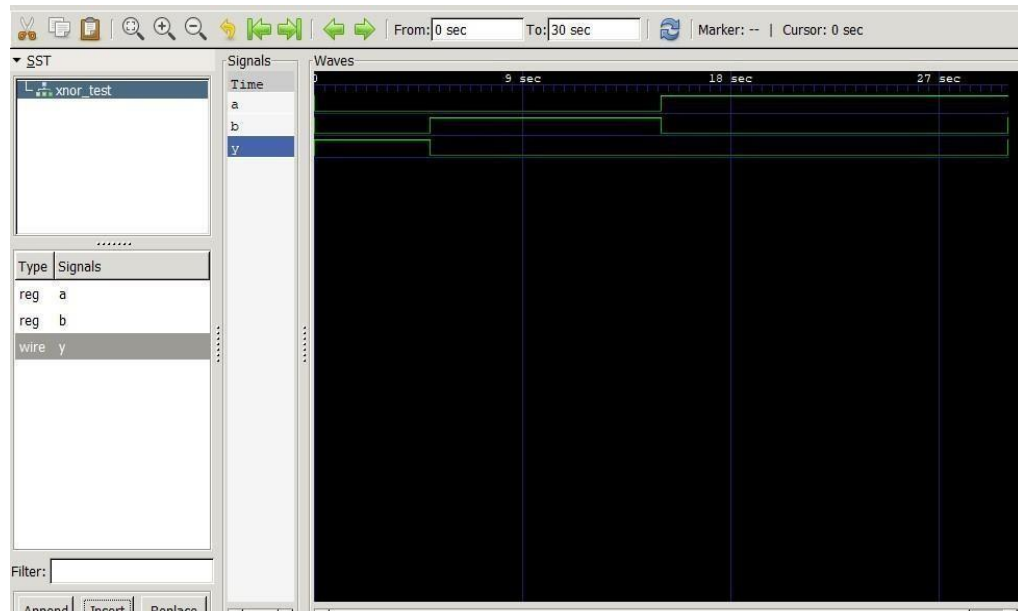 From: 0 sec To: 30 sec Marker: -- | Cursor: 0 sec
SST
xnor_test
Type Signals
reg a
reg b
wire y
Filter:
Append Insert Replace
Signals
Time
a
b
y
Waves
9 sec 18 sec 27 sec